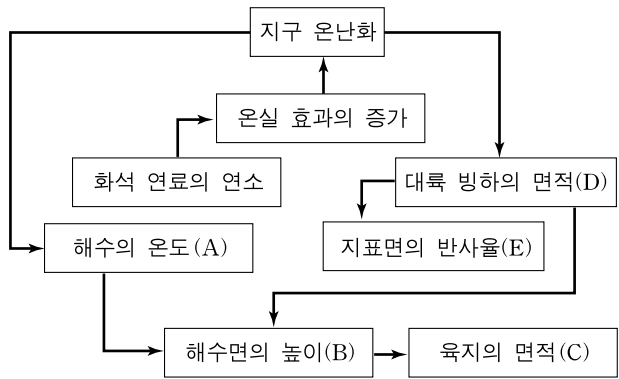 지구 온난화
온실 효과의 증가
화석 연료의 연소
대륙 빙하의 면적(D)
해수의 온도(A)
지표면의 반사율(E)
해수면의 높이(B)
육지의 면적(C)